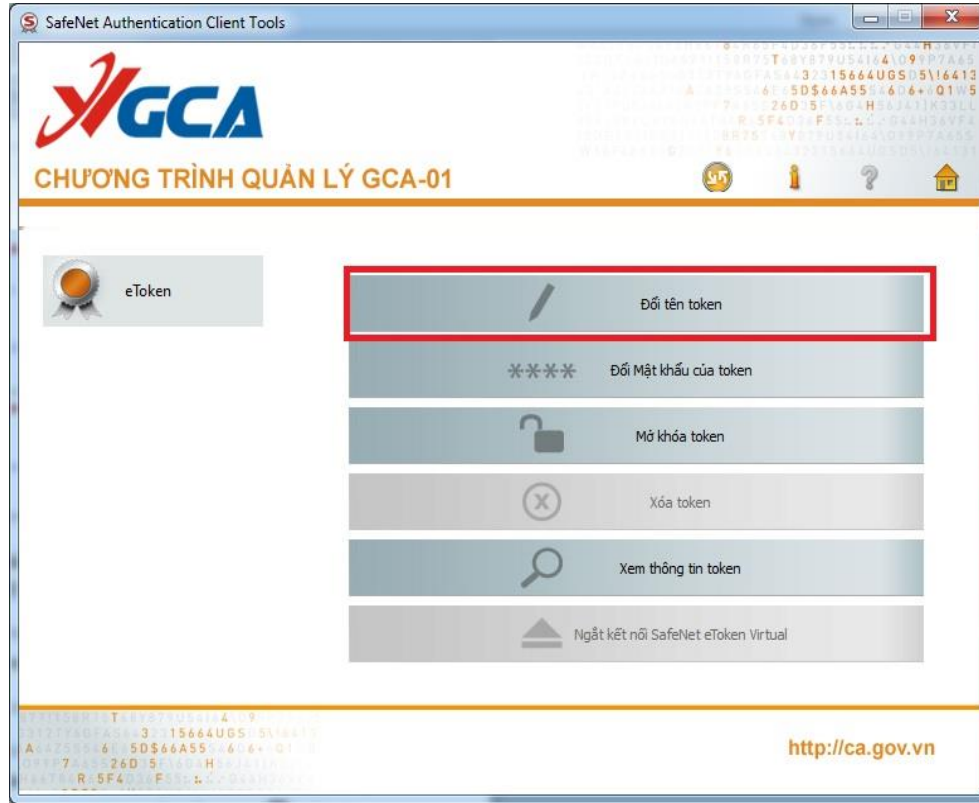 SafeNet Authentication Client Tools
YGCA
CHƯƠNG TRÌNH QUẢN LÝ GCA-01
eToken
Đổi tên token
**** Đổi Mật khẩu của token
Mở khóa token
Xóa token
Xem thông tin token
Ngắt kết nối SafeNet eToken Virtual
http://ca.gov.vn